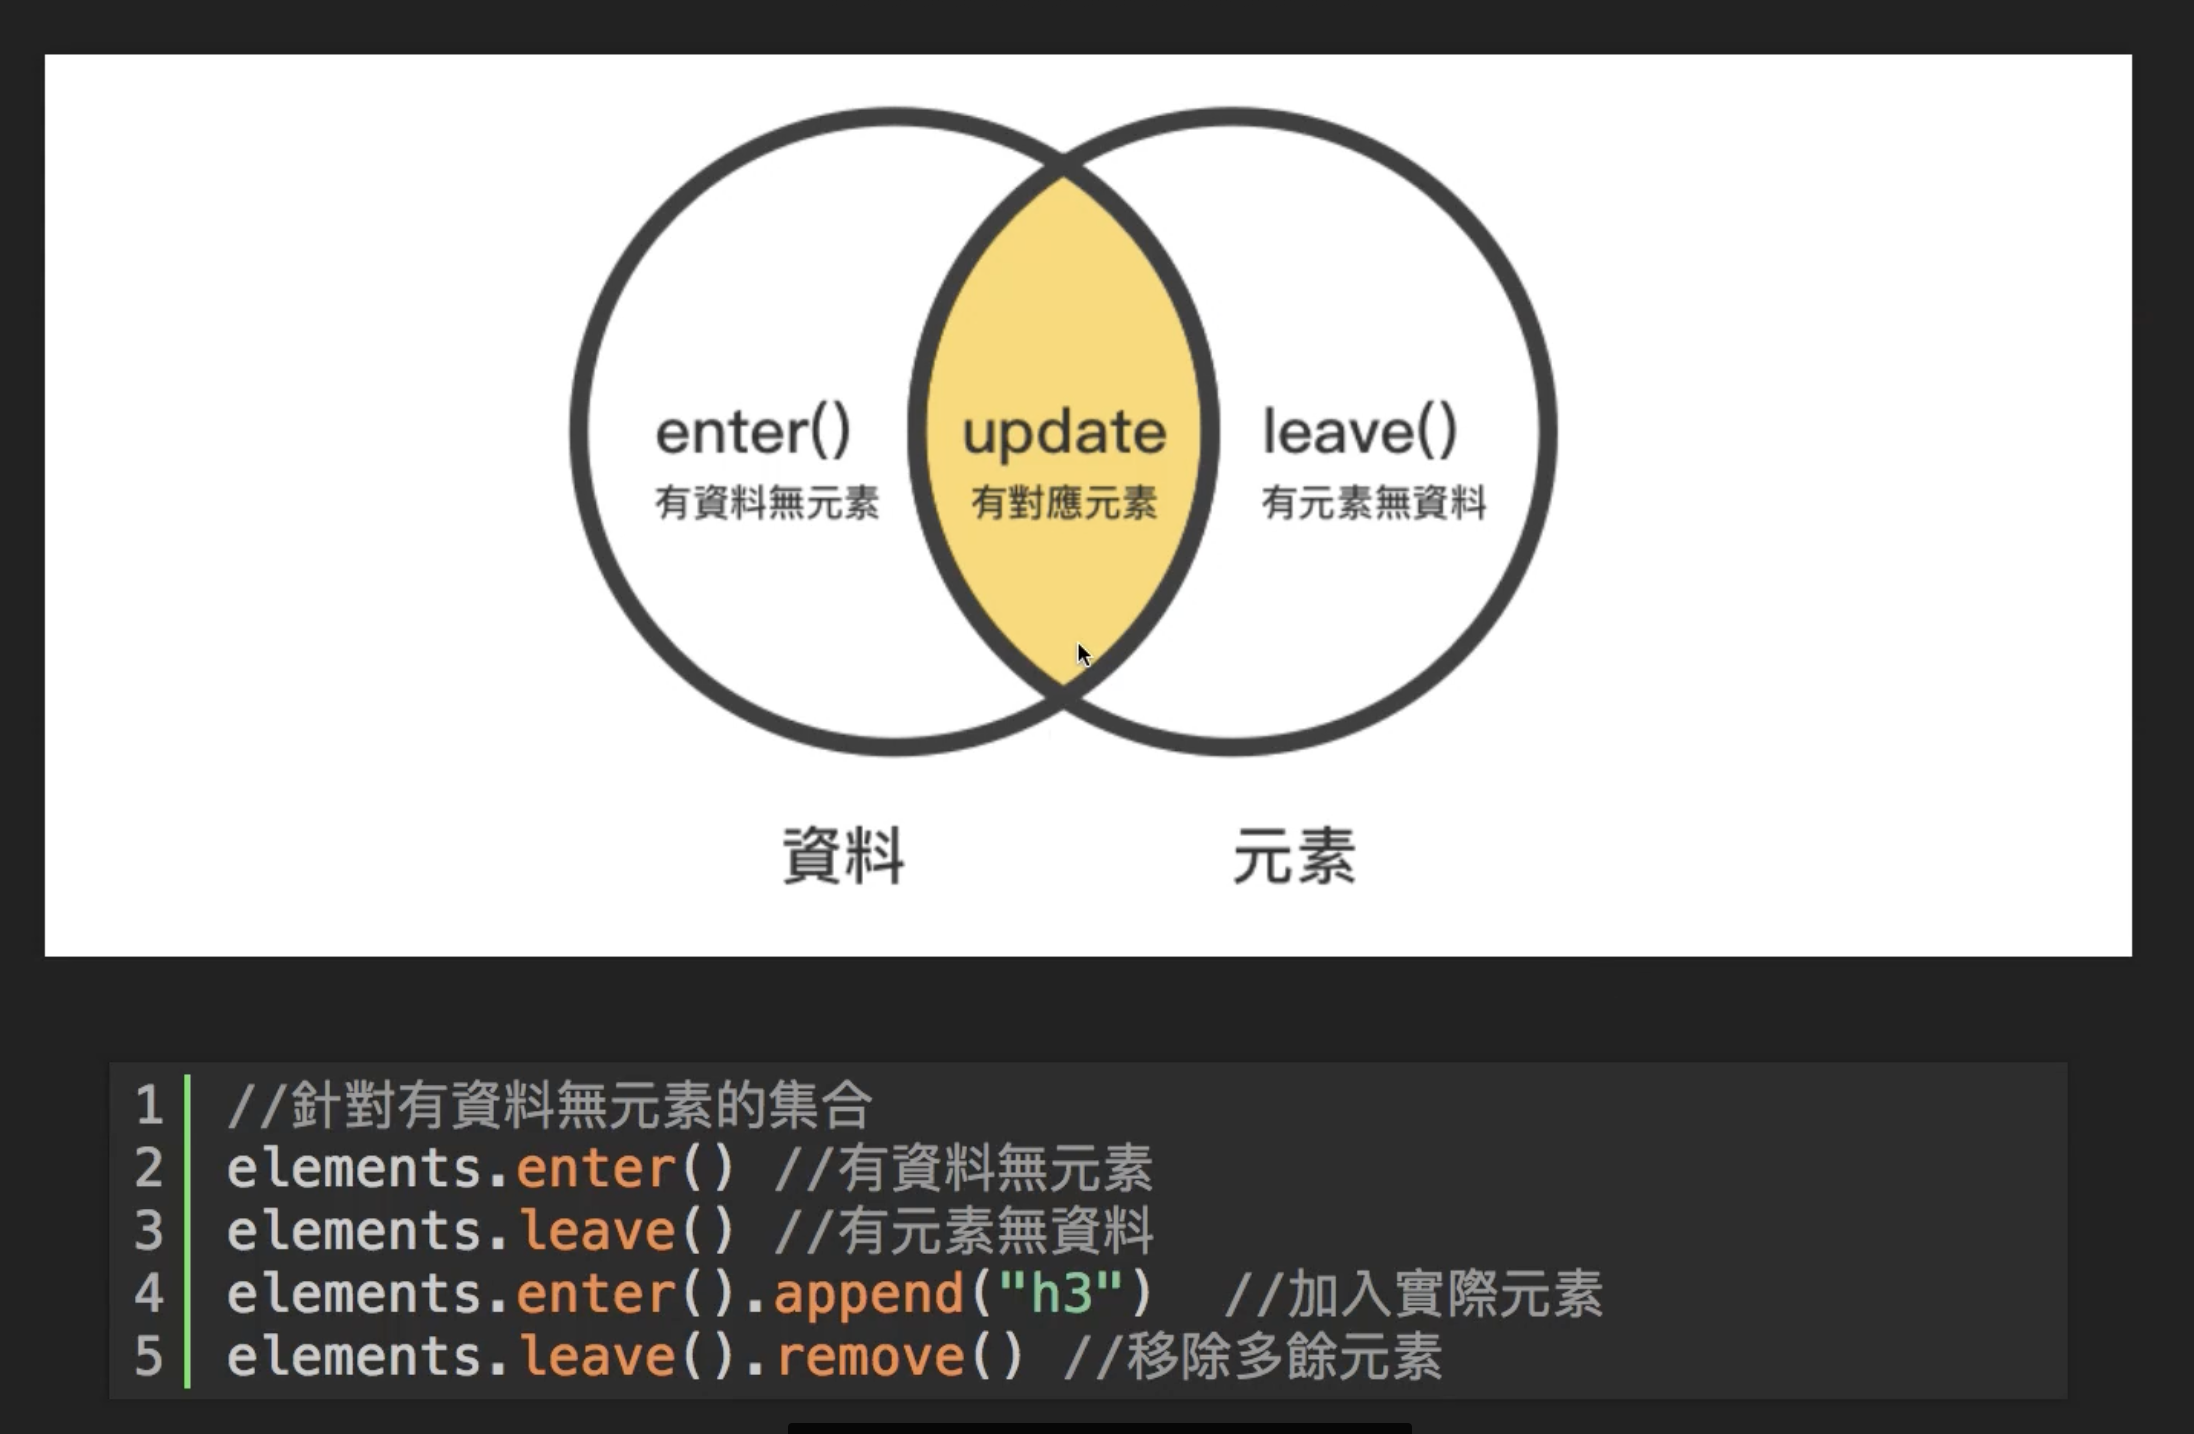 enter()
有資料無元素
update
有對應元素
leave()
有元素無資料
資料
元素
1 //針對有資料無元素的集合
2 elements.enter() //有資料無元素
3 elements.leave() //有元素無資料
4 elements.enter().append("h3") //加入實際元素
5 elements.leave().remove() //移除多餘元素